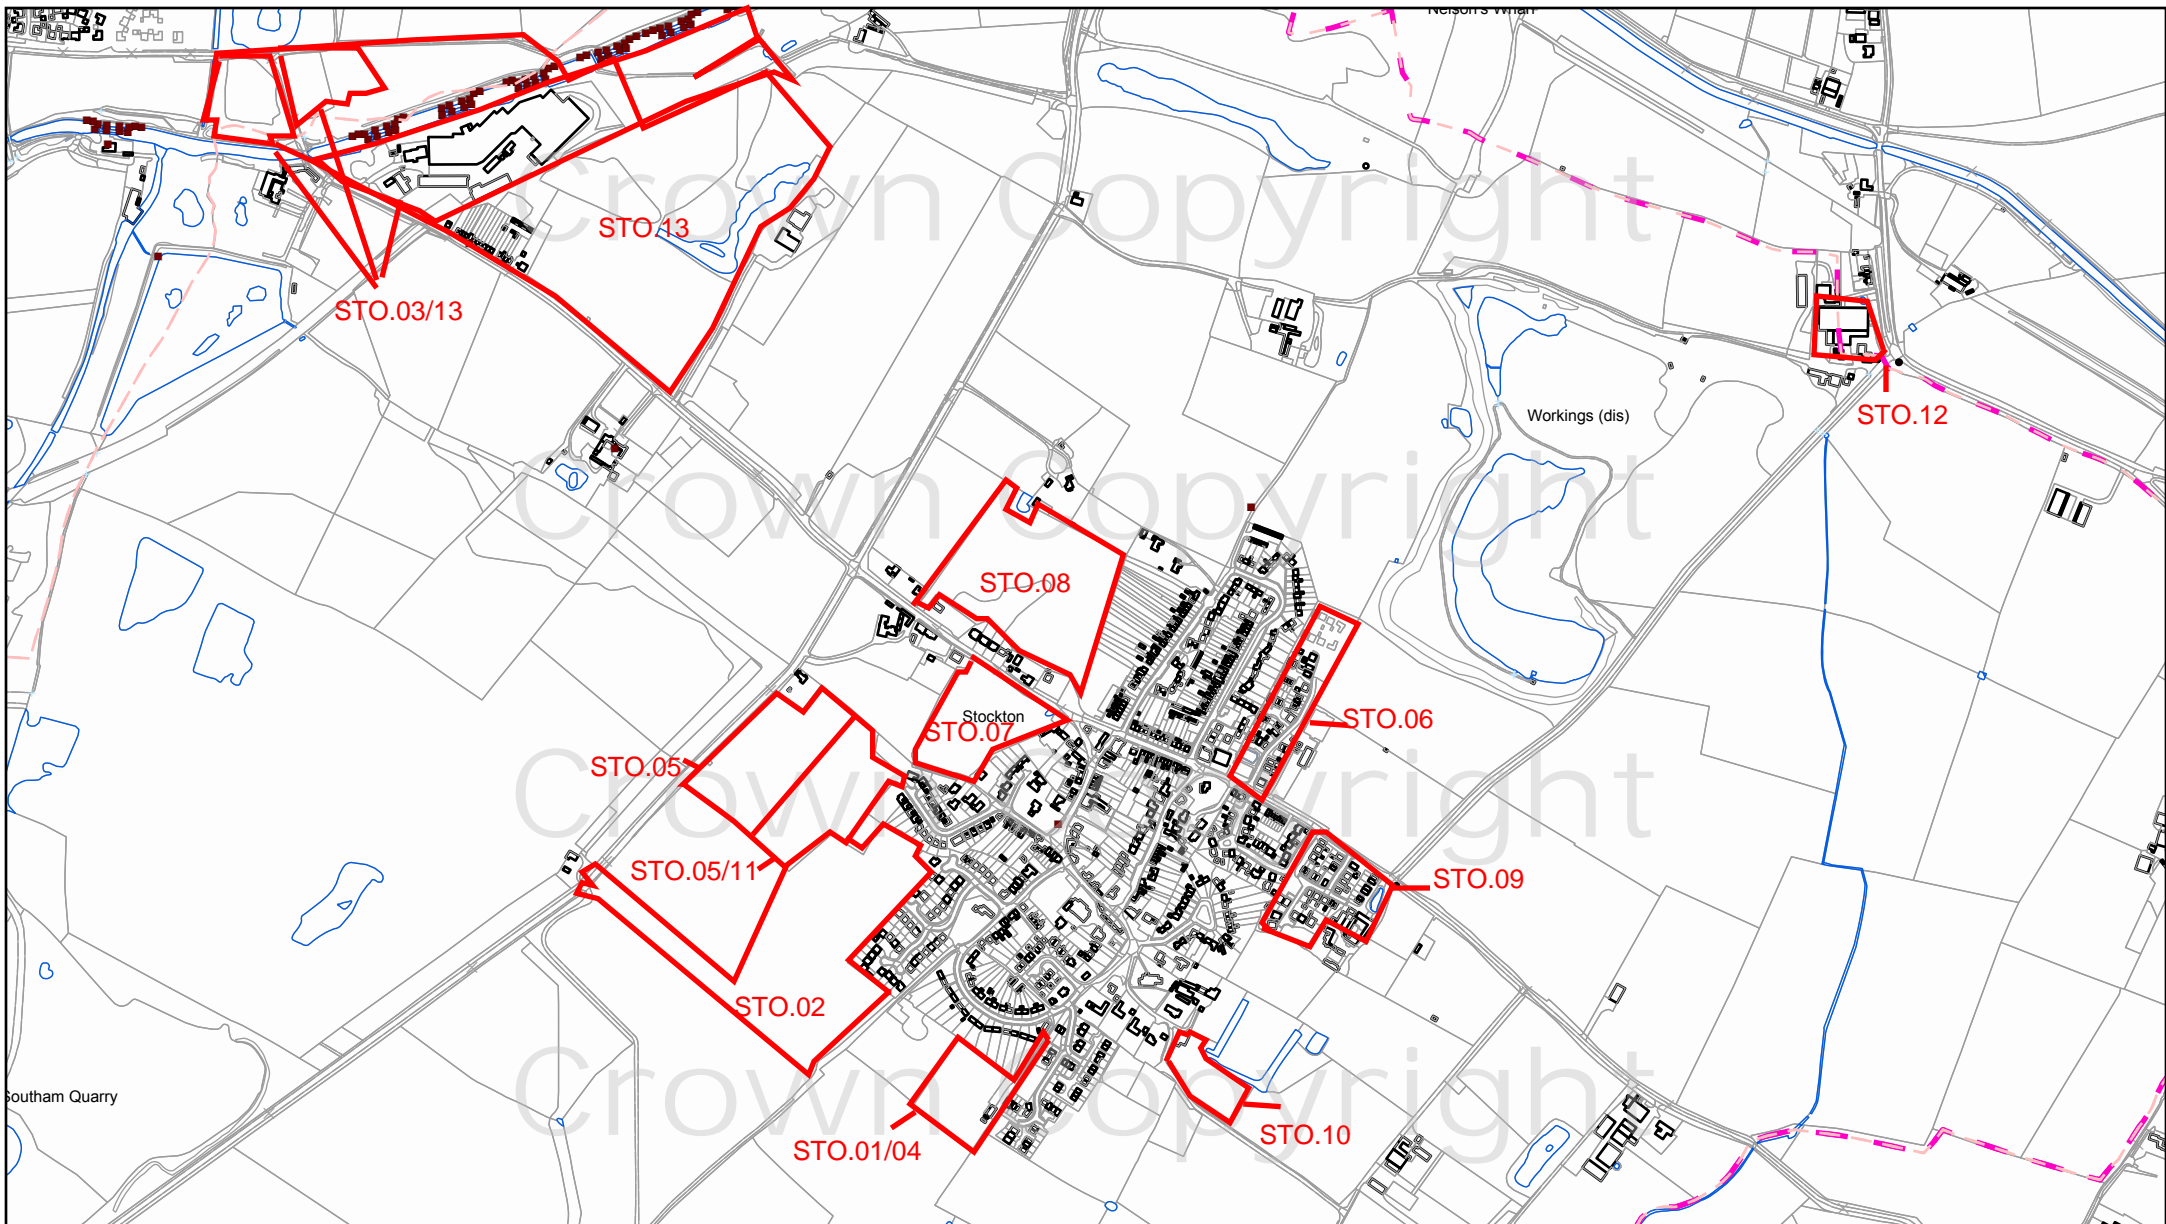 Nelson's Wharf
Crown Copyright
STO.13
STO.03/13
STO.12
Workings (dis)
Crown Copyright
STO.08
Stockton
STO.07
STO.06
STO.05
Crown Copyright
STO.05/11
STO.09
STO.02
Crown Copyright
Southam Quarry
STO.10
STO.01/04